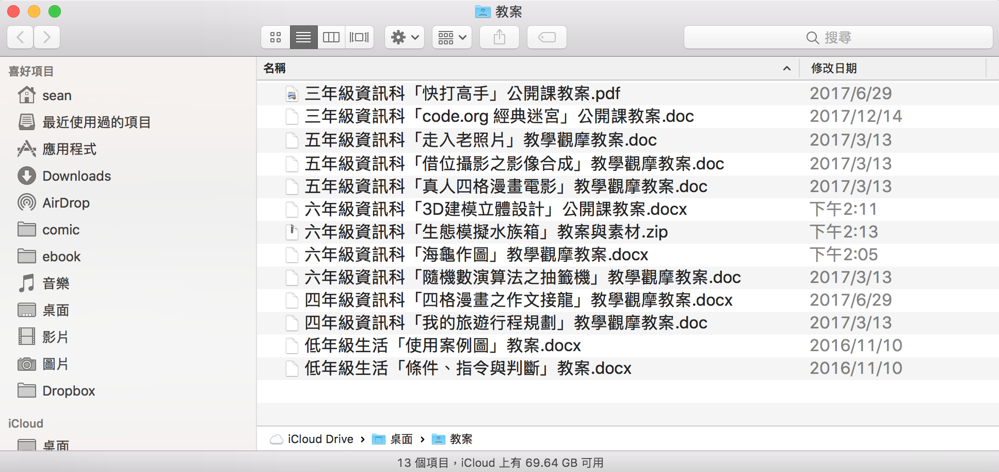 教案
搜尋
喜好項目
sean
最近使用過的項目
應用程式
Downloads
AirDrop
comic
ebook
音樂
桌面
影片
圖片
Dropbox
iCloud
桌面
名稱 修改日期
三年級資訊科「快打高手」公開課教案.pdf 2017/6/29
三年級資訊科「code.org 經典迷宮」公開課教案.doc 2017/12/14
五年級資訊科「走入老照片」教學觀摩教案.doc 2017/3/13
五年級資訊科「借位攝影之影像合成」教學觀摩教案.doc 2017/3/13
五年級資訊科「真人四格漫畫電影」教學觀摩教案.doc 2017/3/13
六年級資訊科「3D建模立體設計」公開課教案.docx 下午2:11
六年級資訊科「生態模擬水族箱」教案與素材.zip 下午2:13
六年級資訊科「海龜作圖」教學觀摩教案.docx 下午2:05
六年級資訊科「隨機數演算法之抽籤機」教學觀摩教案.doc 2017/3/13
四年級資訊科「四格漫畫之作文接龍」教學觀摩教案.docx 2017/6/29
四年級資訊科「我的旅遊行程規劃」教學觀摩教案.doc 2017/3/13
低年級生活「使用案例圖」教案.docx 2016/11/10
低年級生活「條件、指令與判斷」教案.docx 2016/11/10
iCloud Drive › 桌面 › 教案
13 個項目，iCloud 上有 69.64 GB 可用